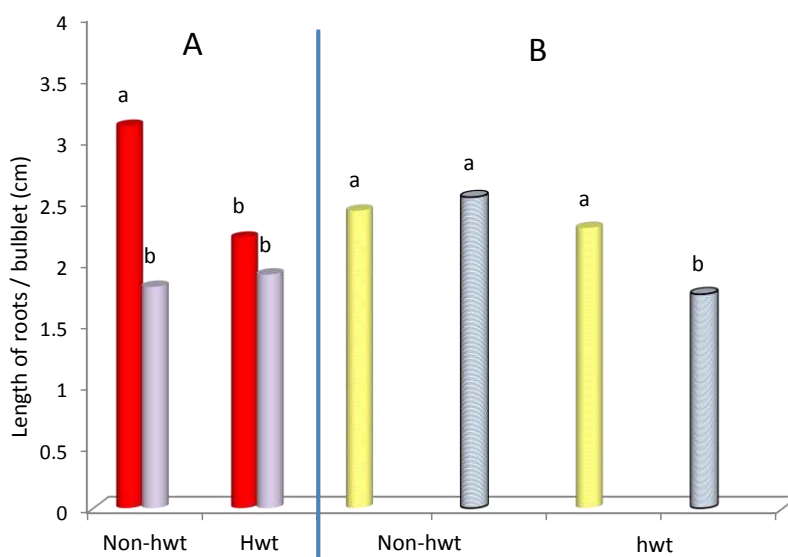 A
B
Length of roots / bulblet (cm)
4
3.5
3
2.5
2
1.5
1
0.5
0
a
b
b
b
a
a
a
b
Non-hwt
Hwt
Non-hwt
hwt